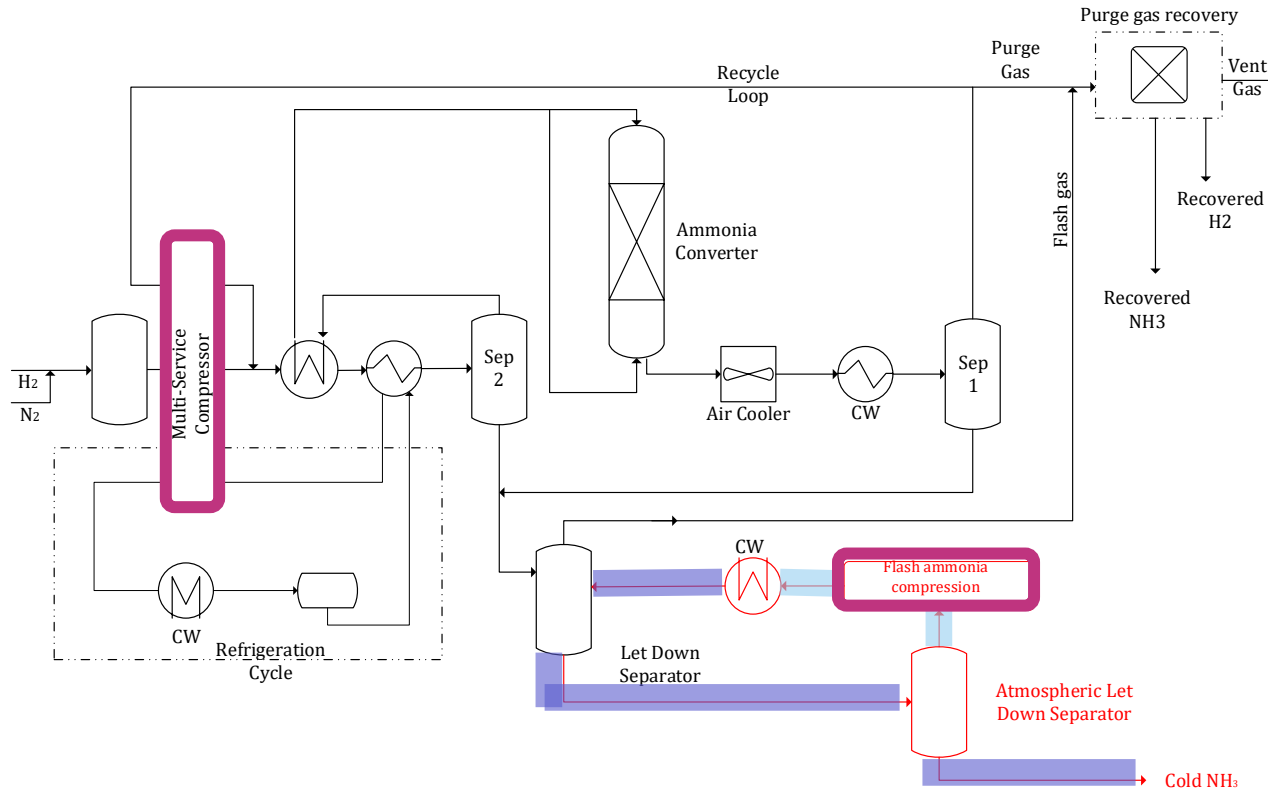 Purge gas recovery
Purge
Gas
Vent
Gas
Recycle
Loop
Flash gas
Recovered
H2
Recovered
NH3
Ammonia
Converter
Multi-Service
Compressor
H2
N2
Sep
2
Sep
1
Air Cooler
CW
CW
Refrigeration
Cycle
CW
Flash ammonia
compression
Let Down
Separator
Atmospheric Let
Down Separator
Cold NH3